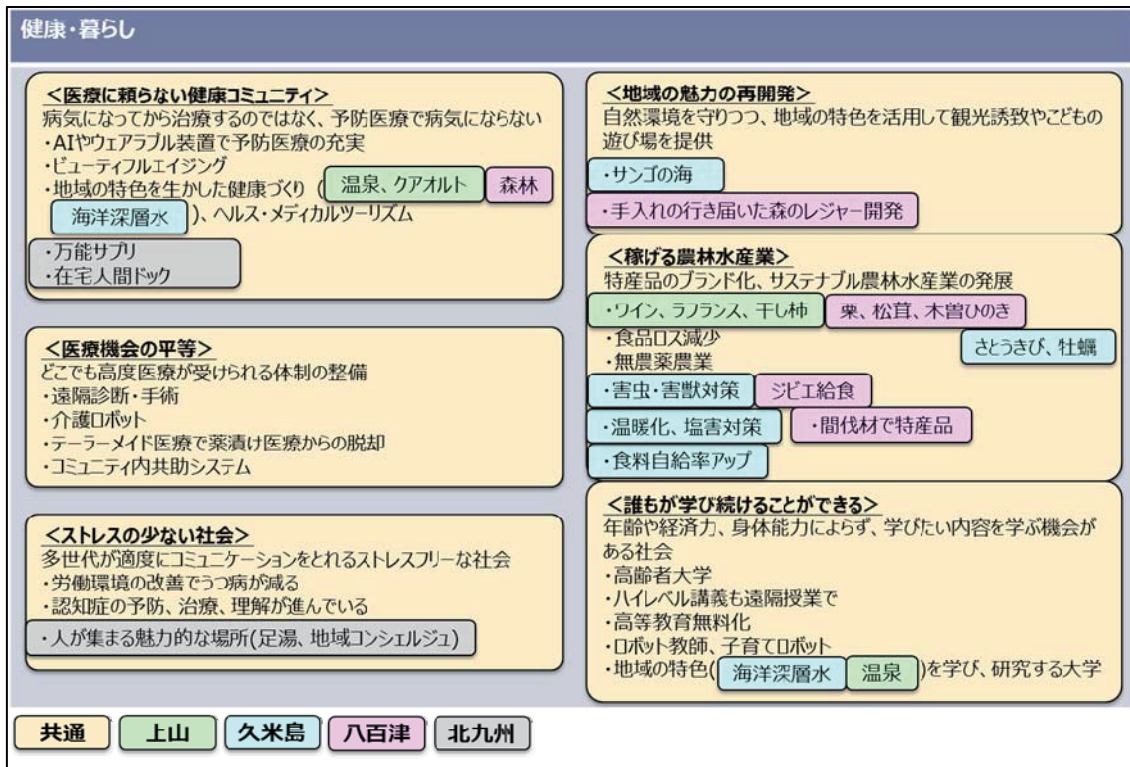 健康・暮らし
＜医療に頼らない健康コミュニティ＞
病気になってから治療するのではなく、予防医療で病気にならない
・AIやウェアラブル装置で予防医療の充実
・ビューティフルエイジング
・地域の特色を生かした健康づくり（ 温泉、クアオルト 森林
海洋深層水 ）、ヘルス・メディカルツーリズム
・万能サプリ
・在宅人間ドック
＜医療機会の平等＞
どこでも高度医療が受けられる体制の整備
・遠隔診断・手術
・介護ロボット
・テーラーメイド医療で薬漬け医療からの脱却
・コミュニティ内共助システム
＜ストレスの少ない社会＞
多世代が適度にコミュニケーションをとれるストレスフリーな社会
・労働環境の改善でうつ病が減る
・認知症の予防、治療、理解が進んでいる
・人が集まる魅力的な場所(足湯、地域コンシェルジュ)
＜地域の魅力の再開発＞
自然環境を守りつつ、地域の特色を活用して観光誘致やこどもの
遊び場を提供
・サンゴの海
・手入れの行き届いた森のレジャー開発
＜稼げる農林水産業＞
特産品のブランド化、サステナブル農林水産業の発展
・ワイン、ラフランス、干し柿 栗、松茸、木曽ひのき
・食品ロス減少 さとうきび、牡蠣
・無農薬農業
・害虫・害獣対策 ジビエ給食
・温暖化、塩害対策 ・間伐材で特産品
・食料自給率アップ
＜誰もが学び続けることができる＞
年齢や経済力、身体能力によらず、学びたい内容を学ぶ機会が
ある社会
・高齢者大学
・ハイレベル講義も遠隔授業で
・高等教育無料化
・ロボット教師、子育てロボット
・地域の特色( 海洋深層水 温泉 )を学び、研究する大学
共通 上山 久米島 八百津 北九州